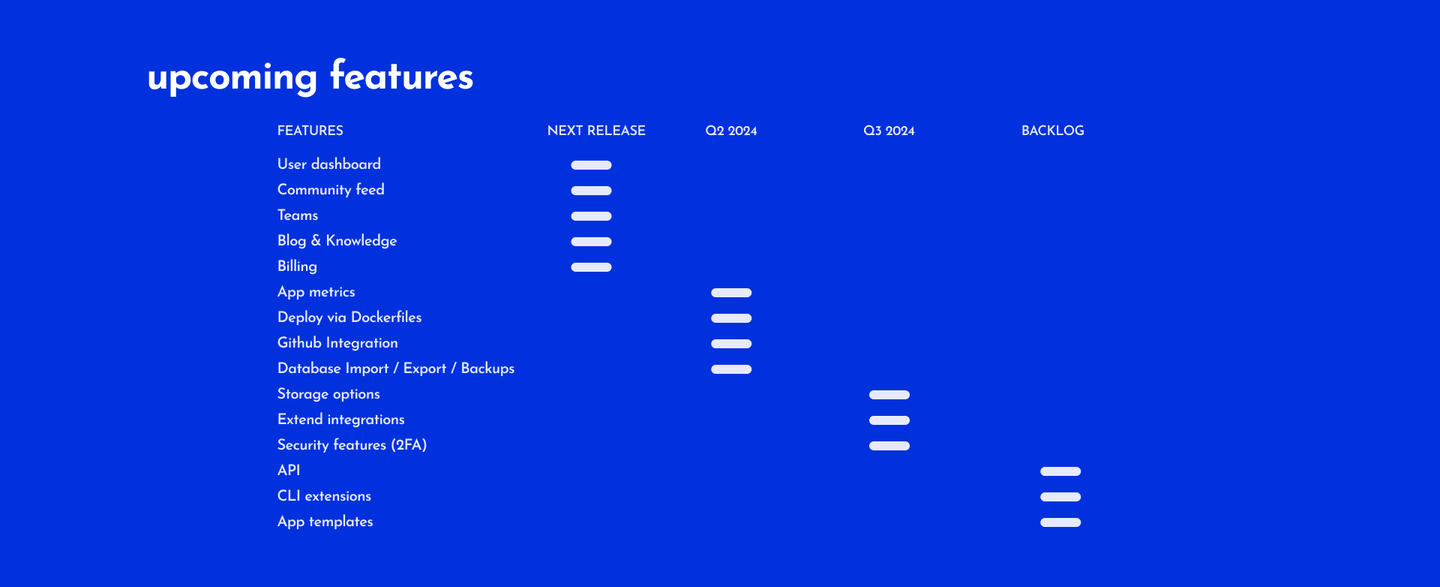 upcoming features
FEATURES NEXT RELEASE Q2 2024 Q3 2024 BACKLOG
User dashboard
Community feed
Teams
Blog & Knowledge
Billing
App metrics
Deploy via Dockerfiles
Github Integration
Database Import / Export / Backups
Storage options
Extend integrations
Security features (2FA)
API
CLI extensions
App templates